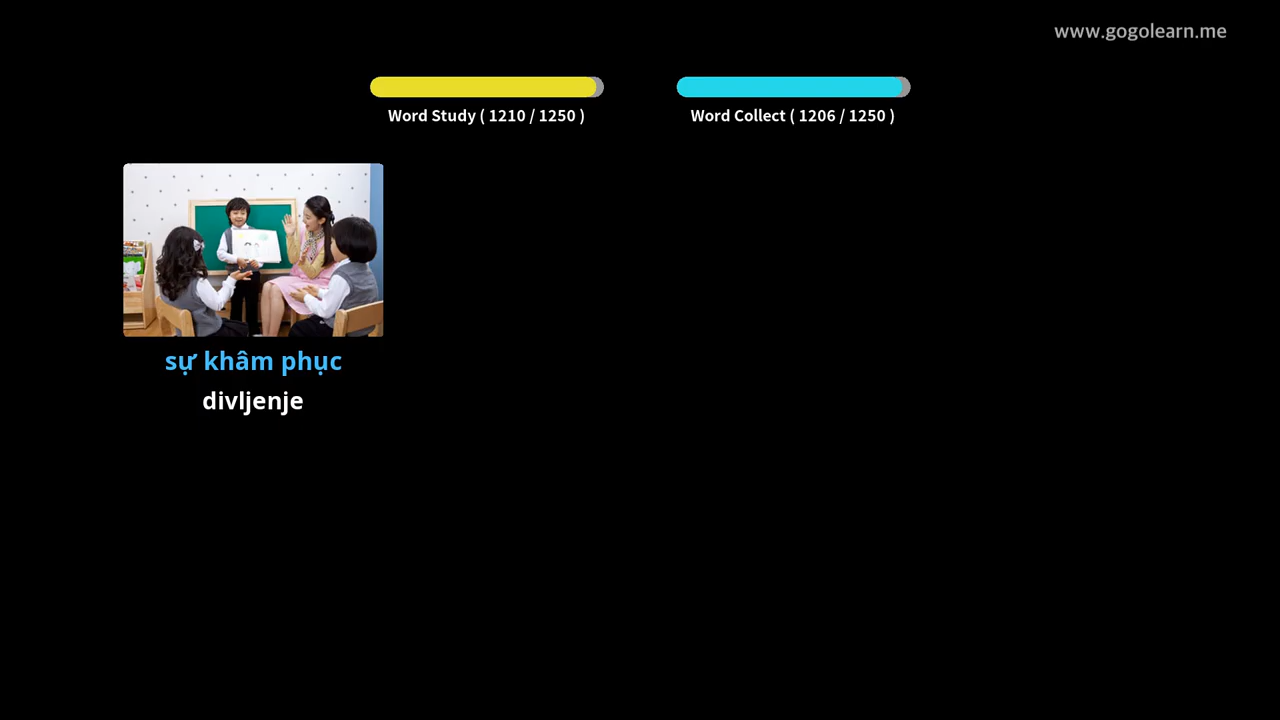 www.gogolearn.me
Word Study ( 1210 / 1250 )
Word Collect ( 1206 / 1250 )
sự khâm phục
divljenje